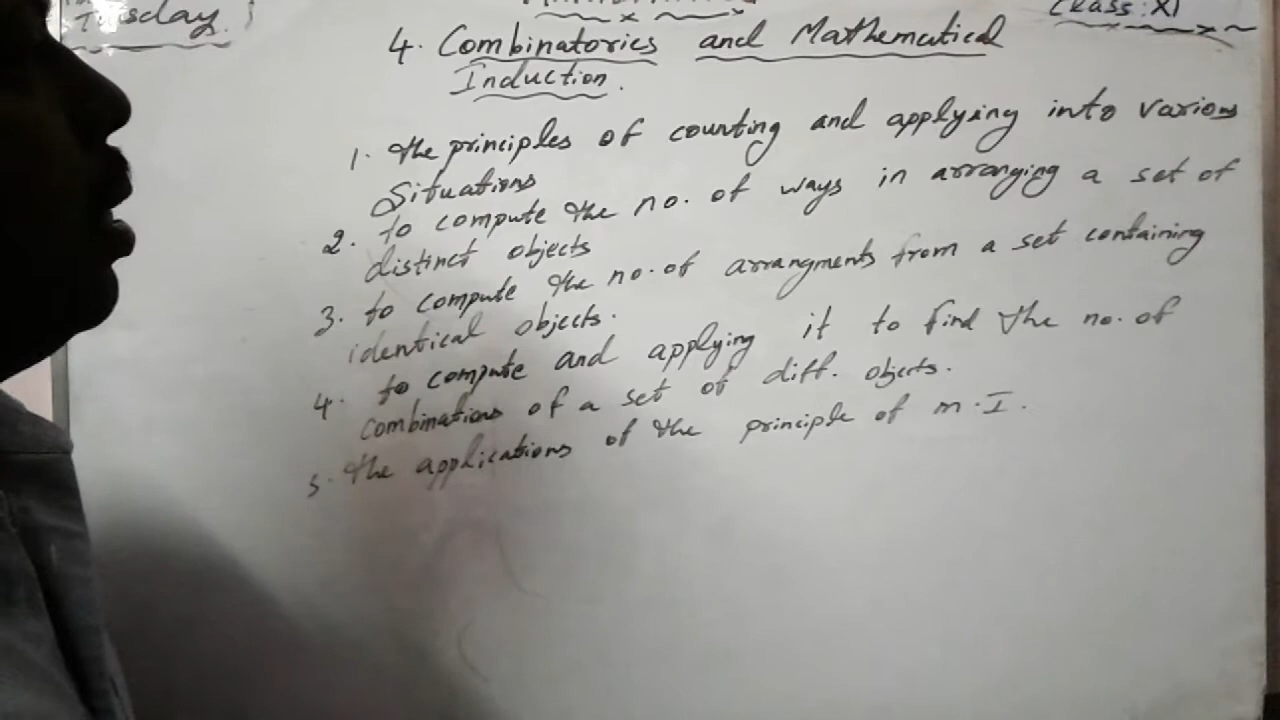 Tuesday
Class: XI
4. Combinatorics and Mathematical
Induction.
1. the principles of counting and applying into various
Situations
2. to compute the no. of ways in arranging a set of
distinct objects
3. to compute the no. of arrangments from a set containing
identical objects.
4. to compute and applying it to find the no. of
Combinations of a set of diff. objects.
5. the applications of the principle of m.I.